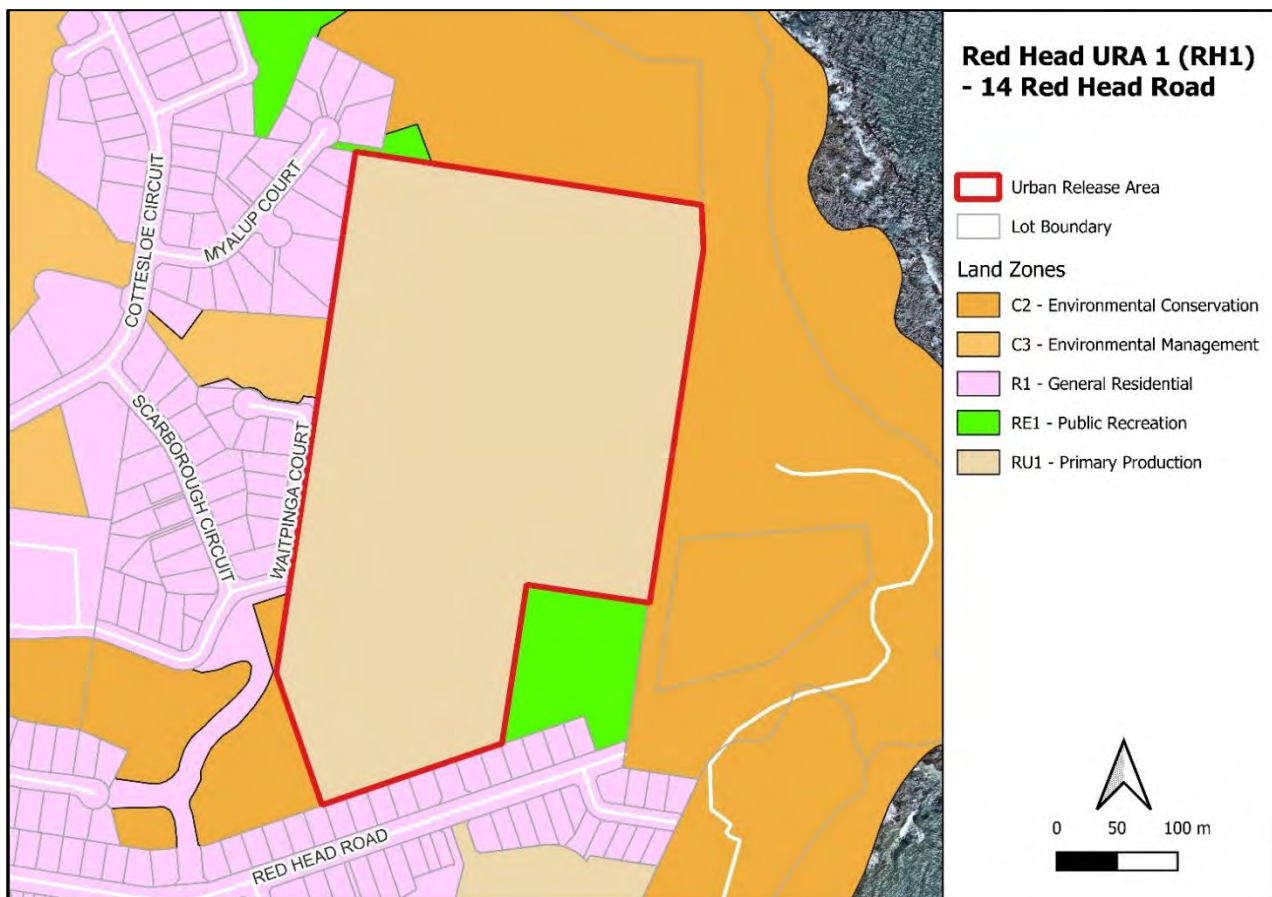 Red Head URA 1 (RH1)
- 14 Red Head Road
Urban Release Area
Lot Boundary
Land Zones
C2 - Environmental Conservation
C3 - Environmental Management
R1 - General Residential
RE1 - Public Recreation
RU1 - Primary Production
0 50 100 m
COTTESLOE CIRCUIT
MYALUP COURT
SCARBOROUGH CIRCUIT
WAITPINGA COURT
RED HEAD ROAD